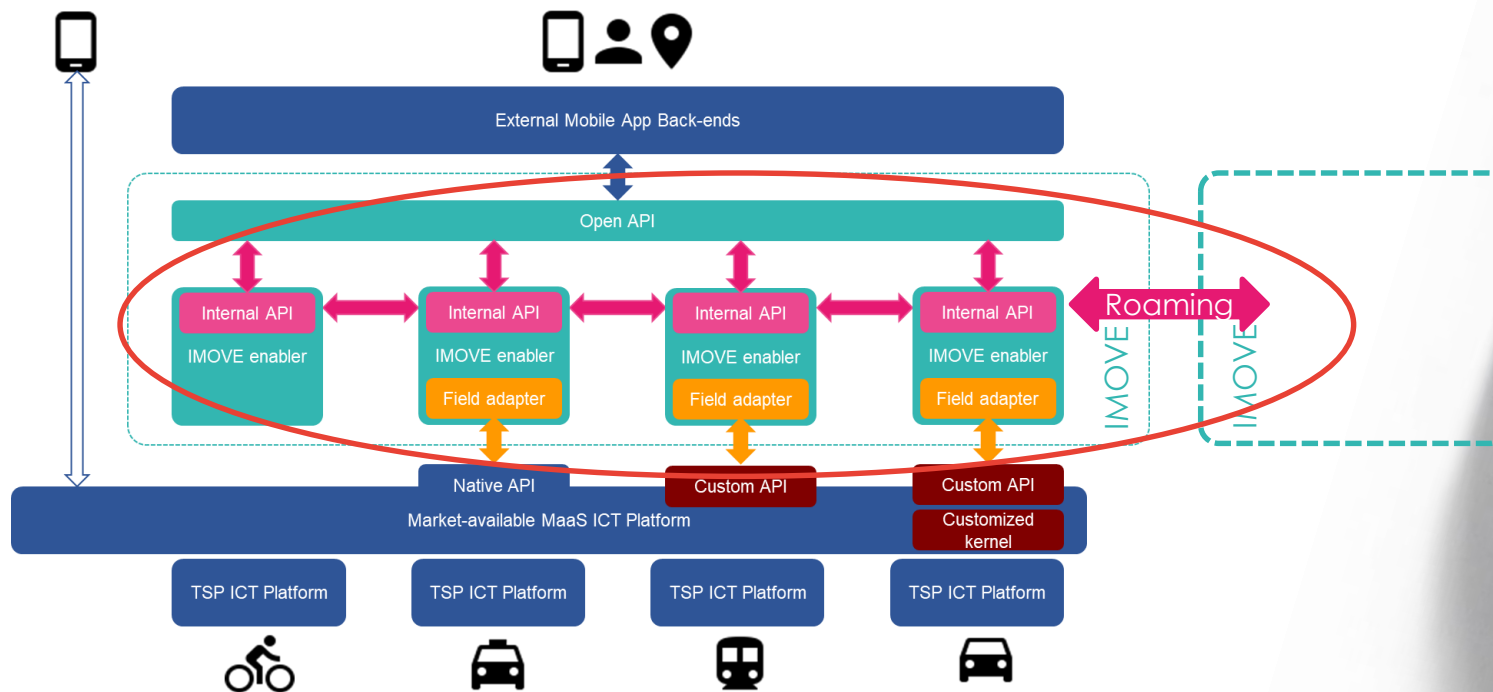 External Mobile App Back-ends
Open API
Internal API
Internal API
Internal API
Internal API
Roaming
IMOVE enabler
IMOVE enabler
IMOVE enabler
IMOVE enabler
IMOVE
IMOVE
Field adapter
Field adapter
Field adapter
Native API
Custom API
Custom API
Market-available MaaS ICT Platform
Customized
kernel
TSP ICT Platform
TSP ICT Platform
TSP ICT Platform
TSP ICT Platform